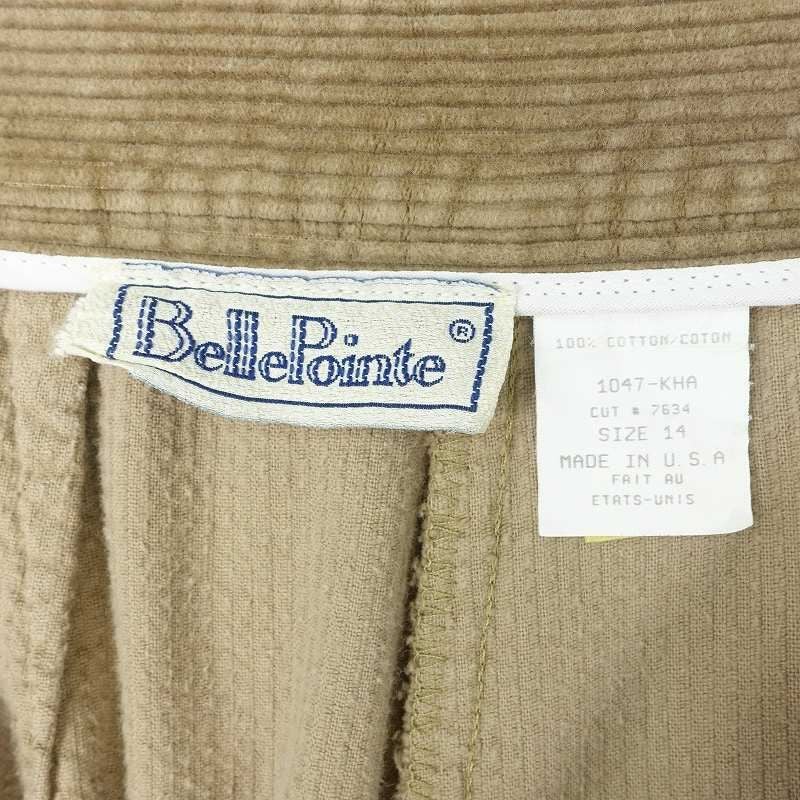 BellePointe®
100% COTTON/COTON
1047-KHA
CUT # 7634
SIZE 14
MADE IN U.S.A
FAIT AU
ETATS-UNIS